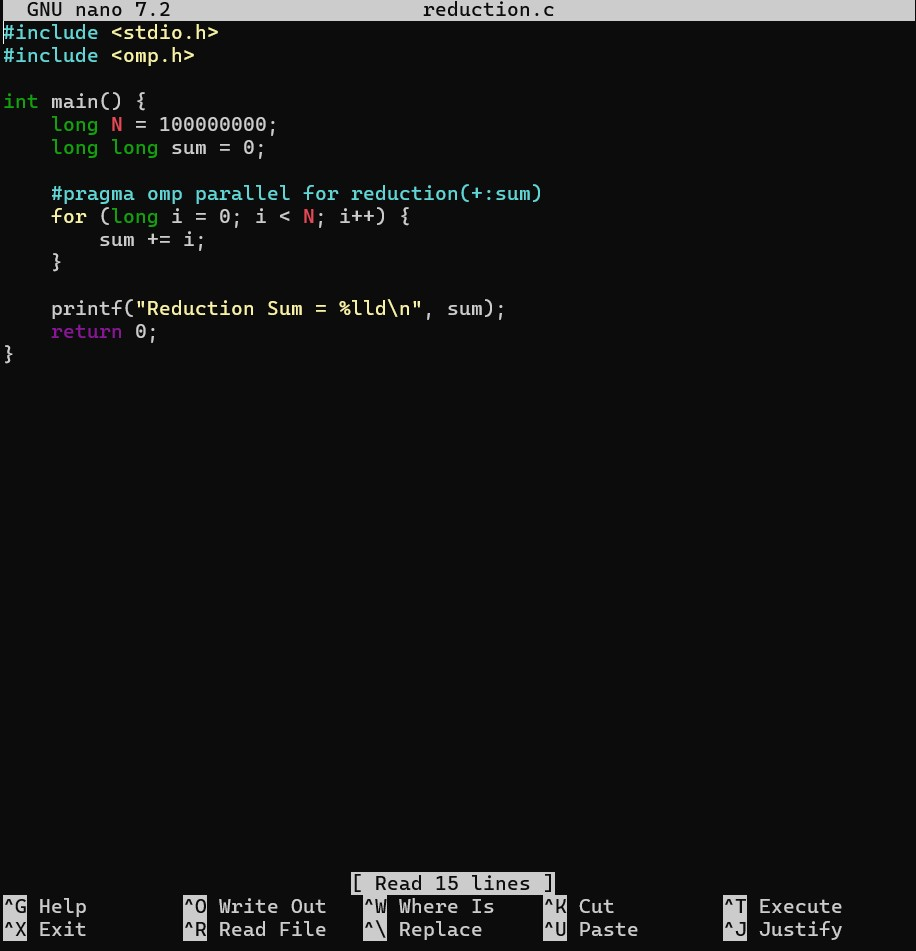 GNU nano 7.2 reduction.c
#include <stdio.h>
#include <omp.h>

int main() {
    long N = 100000000;
    long long sum = 0;

    #pragma omp parallel for reduction(+:sum)
    for (long i = 0; i < N; i++) {
        sum += i;
    }

    printf("Reduction Sum = %lld\n", sum);
    return 0;
}
[ Read 15 lines ]
^G Help ^O Write Out ^W Where Is ^K Cut ^T Execute
^X Exit ^R Read File ^\ Replace ^U Paste ^J Justify